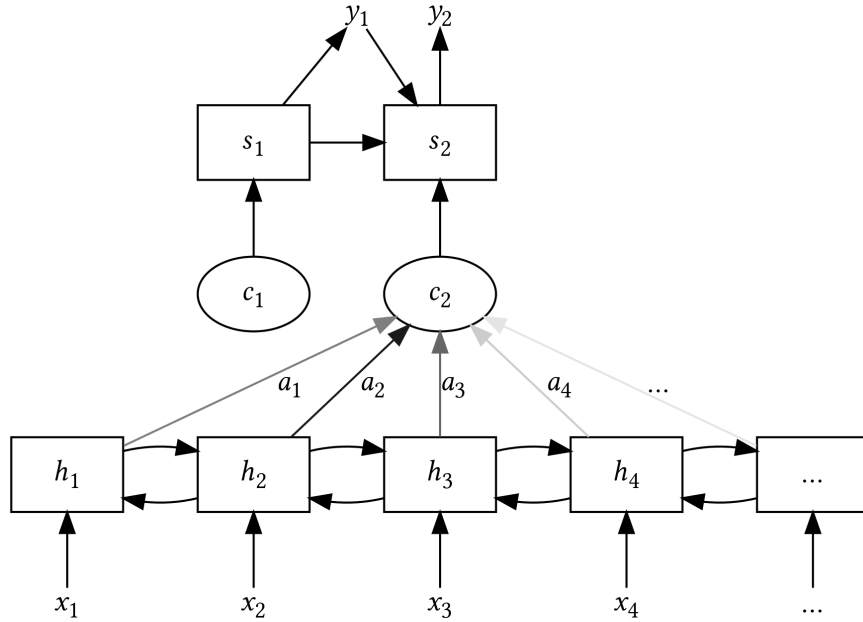 y₁ y₂
s₁ s₂
c₁ c₂
a₁ a₂ a₃ a₄ ...
h₁ h₂ h₃ h₄ ...
x₁ x₂ x₃ x₄ ...